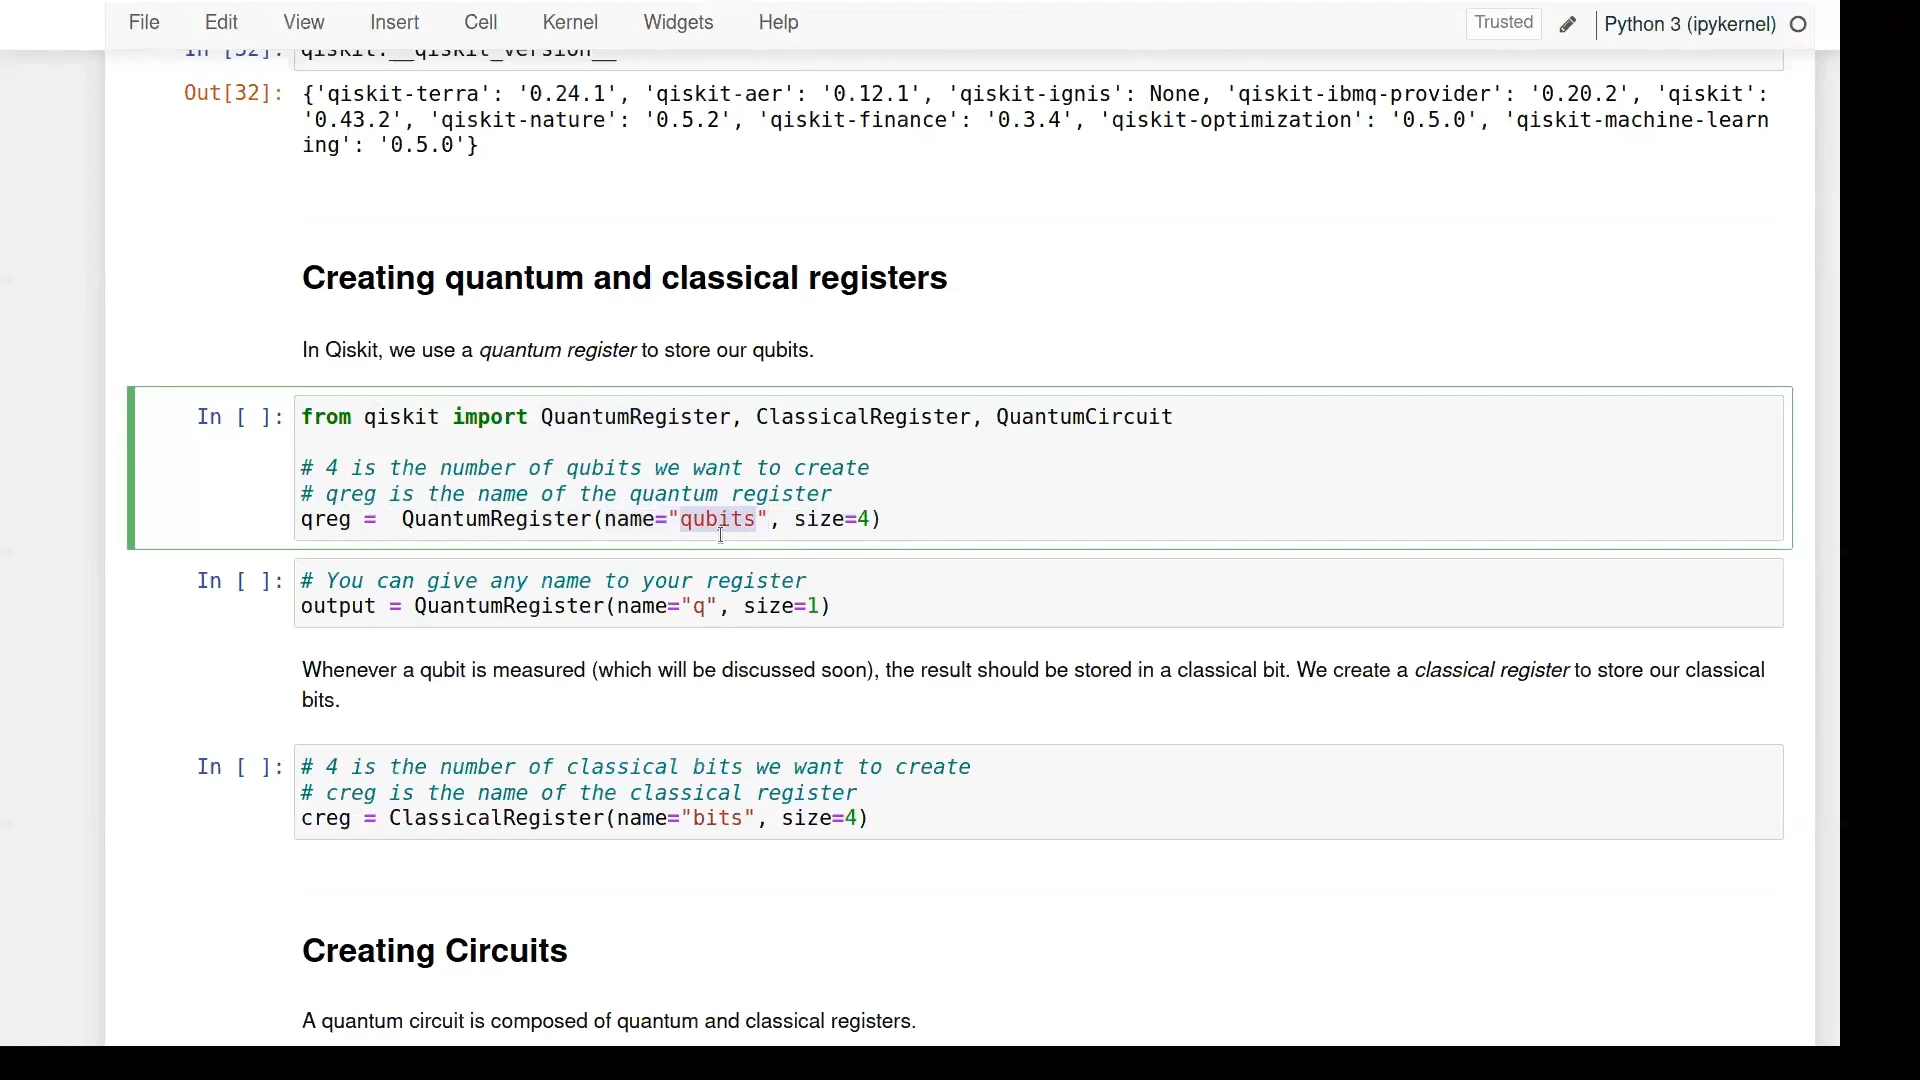 File Edit View Insert Cell Kernel Widgets Help Trusted Python 3 (ipykernel)
In [32]: qiskit.__qiskit_version__
Out[32]: {'qiskit-terra': '0.24.1', 'qiskit-aer': '0.12.1', 'qiskit-ignis': None, 'qiskit-ibmq-provider': '0.20.2', 'qiskit':
'0.43.2', 'qiskit-nature': '0.5.2', 'qiskit-finance': '0.3.4', 'qiskit-optimization': '0.5.0', 'qiskit-machine-learn
ing': '0.5.0'}
Creating quantum and classical registers
In Qiskit, we use a quantum register to store our qubits.
In [ ]: from qiskit import QuantumRegister, ClassicalRegister, QuantumCircuit
# 4 is the number of qubits we want to create
# qreg is the name of the quantum register
qreg =  QuantumRegister(name="qubits", size=4)
In [ ]: # You can give any name to your register
output = QuantumRegister(name="q", size=1)
Whenever a qubit is measured (which will be discussed soon), the result should be stored in a classical bit. We create a classical register to store our classical
bits.
In [ ]: # 4 is the number of classical bits we want to create
# creg is the name of the classical register
creg = ClassicalRegister(name="bits", size=4)
Creating Circuits
A quantum circuit is composed of quantum and classical registers.